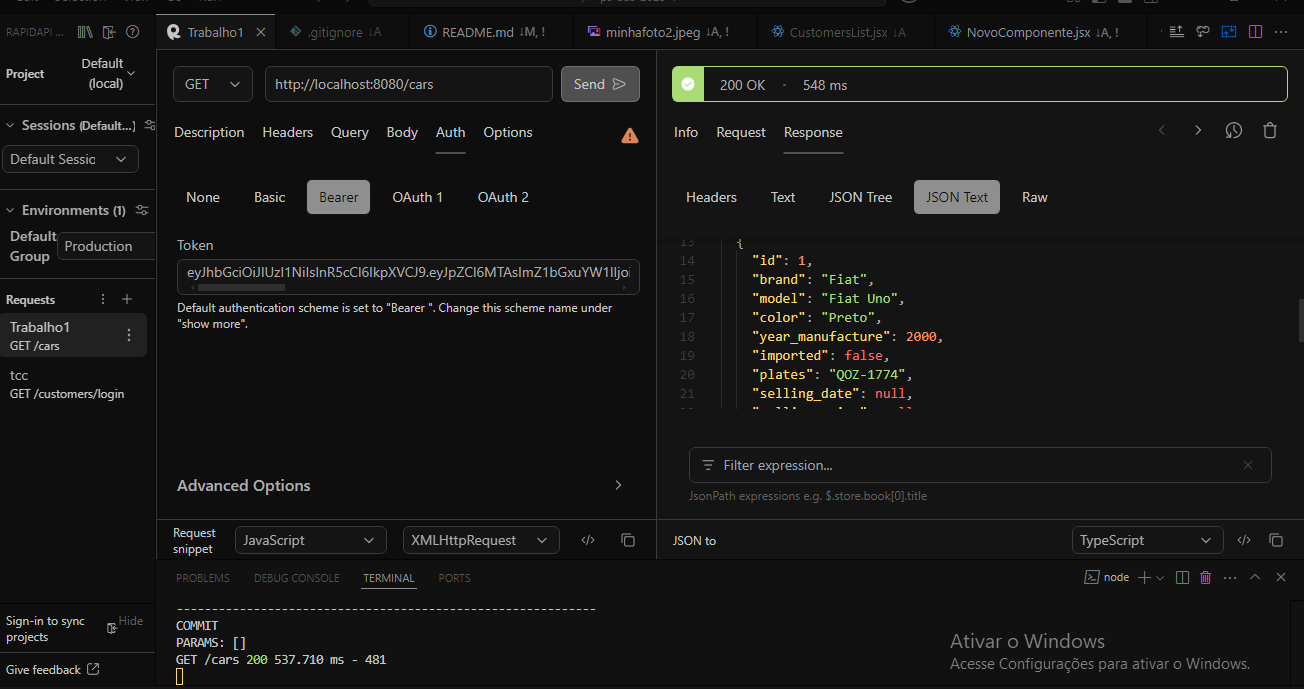 RAPIDAPI ...
Trabalho1
.gitignore ↓A
README.md ↓M, !
minhafoto2.jpeg ↓A, !
CustomersList.jsx ↓A
NovoComponente.jsx ↓A, !
Project
Default
(local)
Sessions (Default...)
Default Sessic
Environments (1)
Default
Group
Production
Requests
Trabalho1
GET /cars
tcc
GET /customers/login
Sign-in to sync
projects
Hide
Give feedback
GET
http://localhost:8080/cars
Send
Description Headers Query Body Auth Options
None Basic Bearer OAuth 1 OAuth 2
Token
Default authentication scheme is set to "Bearer ". Change this scheme name under
"show more".
Advanced Options
Request
snippet
JavaScript
XMLHttpRequest
200 OK · 548 ms
Info Request Response
Headers Text JSON Tree JSON Text Raw
13 {
14 "id": 1,
15 "brand": "Fiat",
16 "model": "Fiat Uno",
17 "color": "Preto",
18 "year_manufacture": 2000,
19 "imported": false,
20 "plates": "QOZ-1774",
21 "selling_date": null,
Filter expression...
JsonPath expressions e.g. $.store.book[0].title
JSON to
TypeScript
PROBLEMS DEBUG CONSOLE TERMINAL PORTS
node
------------------------------------------------------------
COMMIT
PARAMS: []
GET /cars 200 537.710 ms - 481
Ativar o Windows
Acesse Configurações para ativar o Windows.